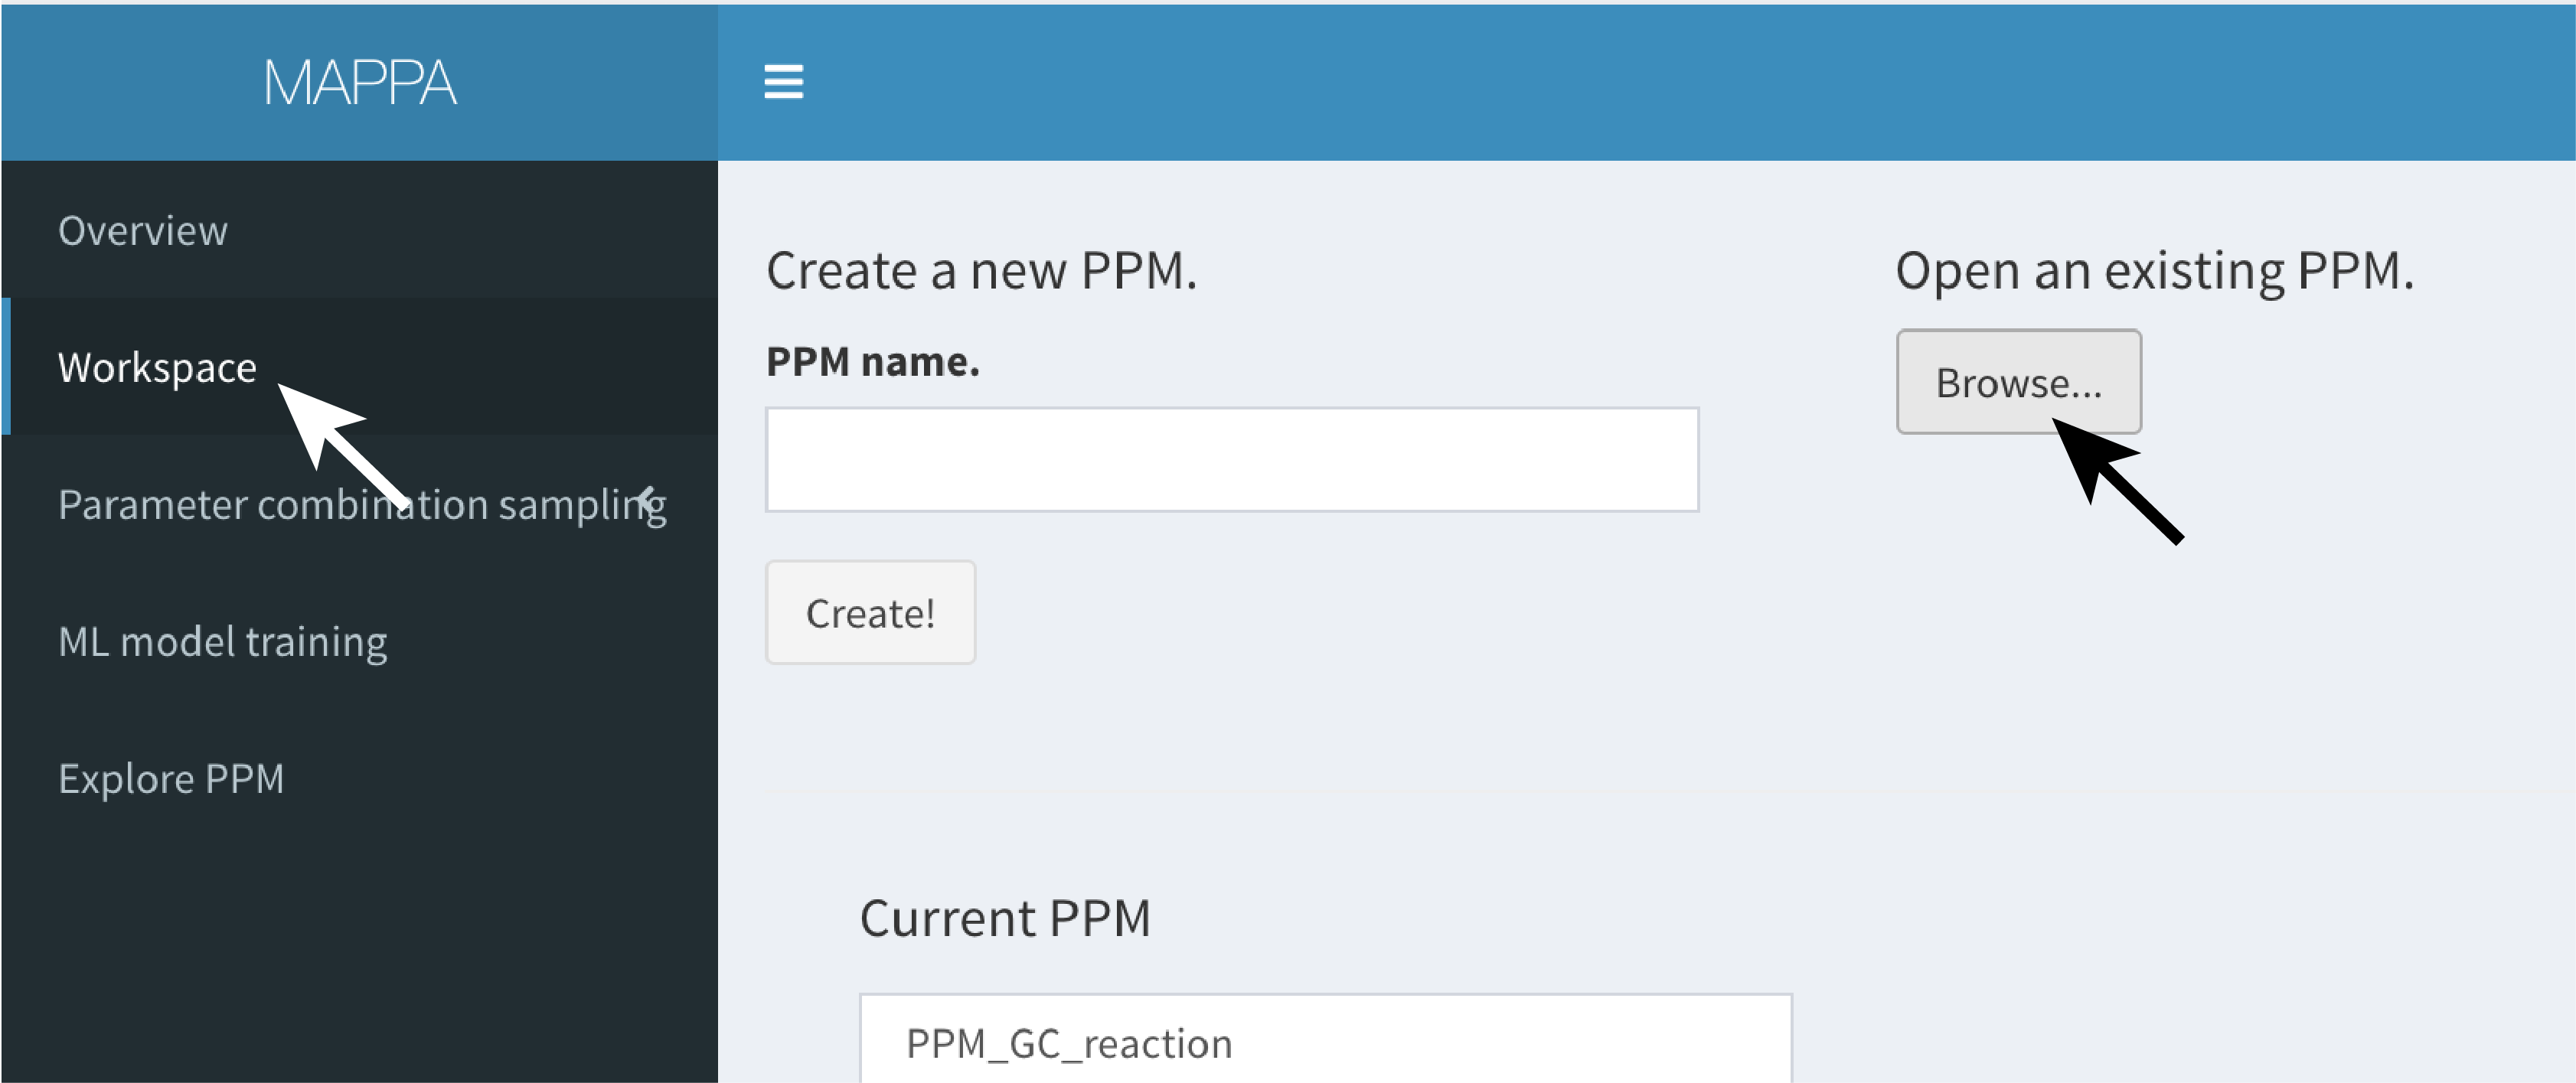 MAPPA
Overview
Workspace
Parameter combination sampling
ML model training
Explore PPM
Create a new PPM.
PPM name.
Create!
Open an existing PPM.
Browse...
Current PPM
PPM_GC_reaction